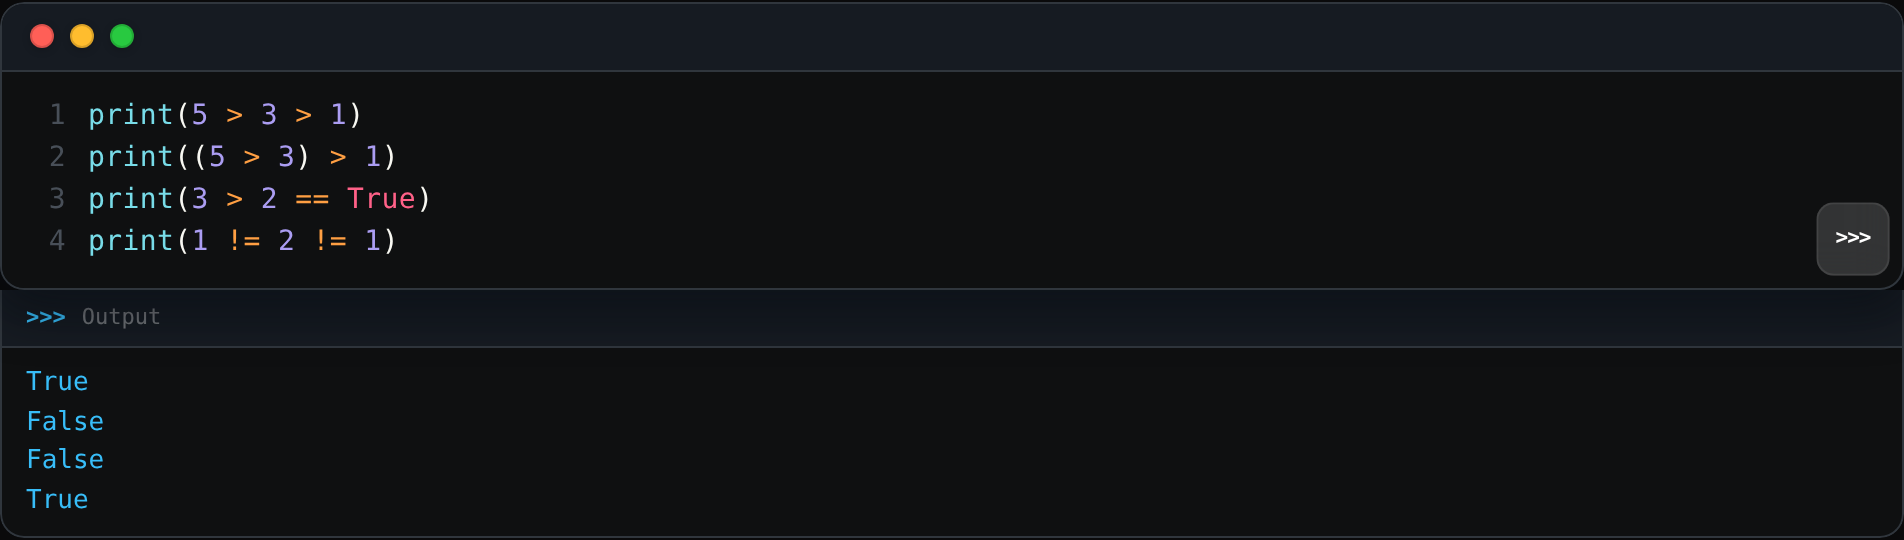 1 print(5 > 3 > 1)
2 print((5 > 3) > 1)
3 print(3 > 2 == True)
4 print(1 != 2 != 1)
>>>
>>> Output
True
False
False
True